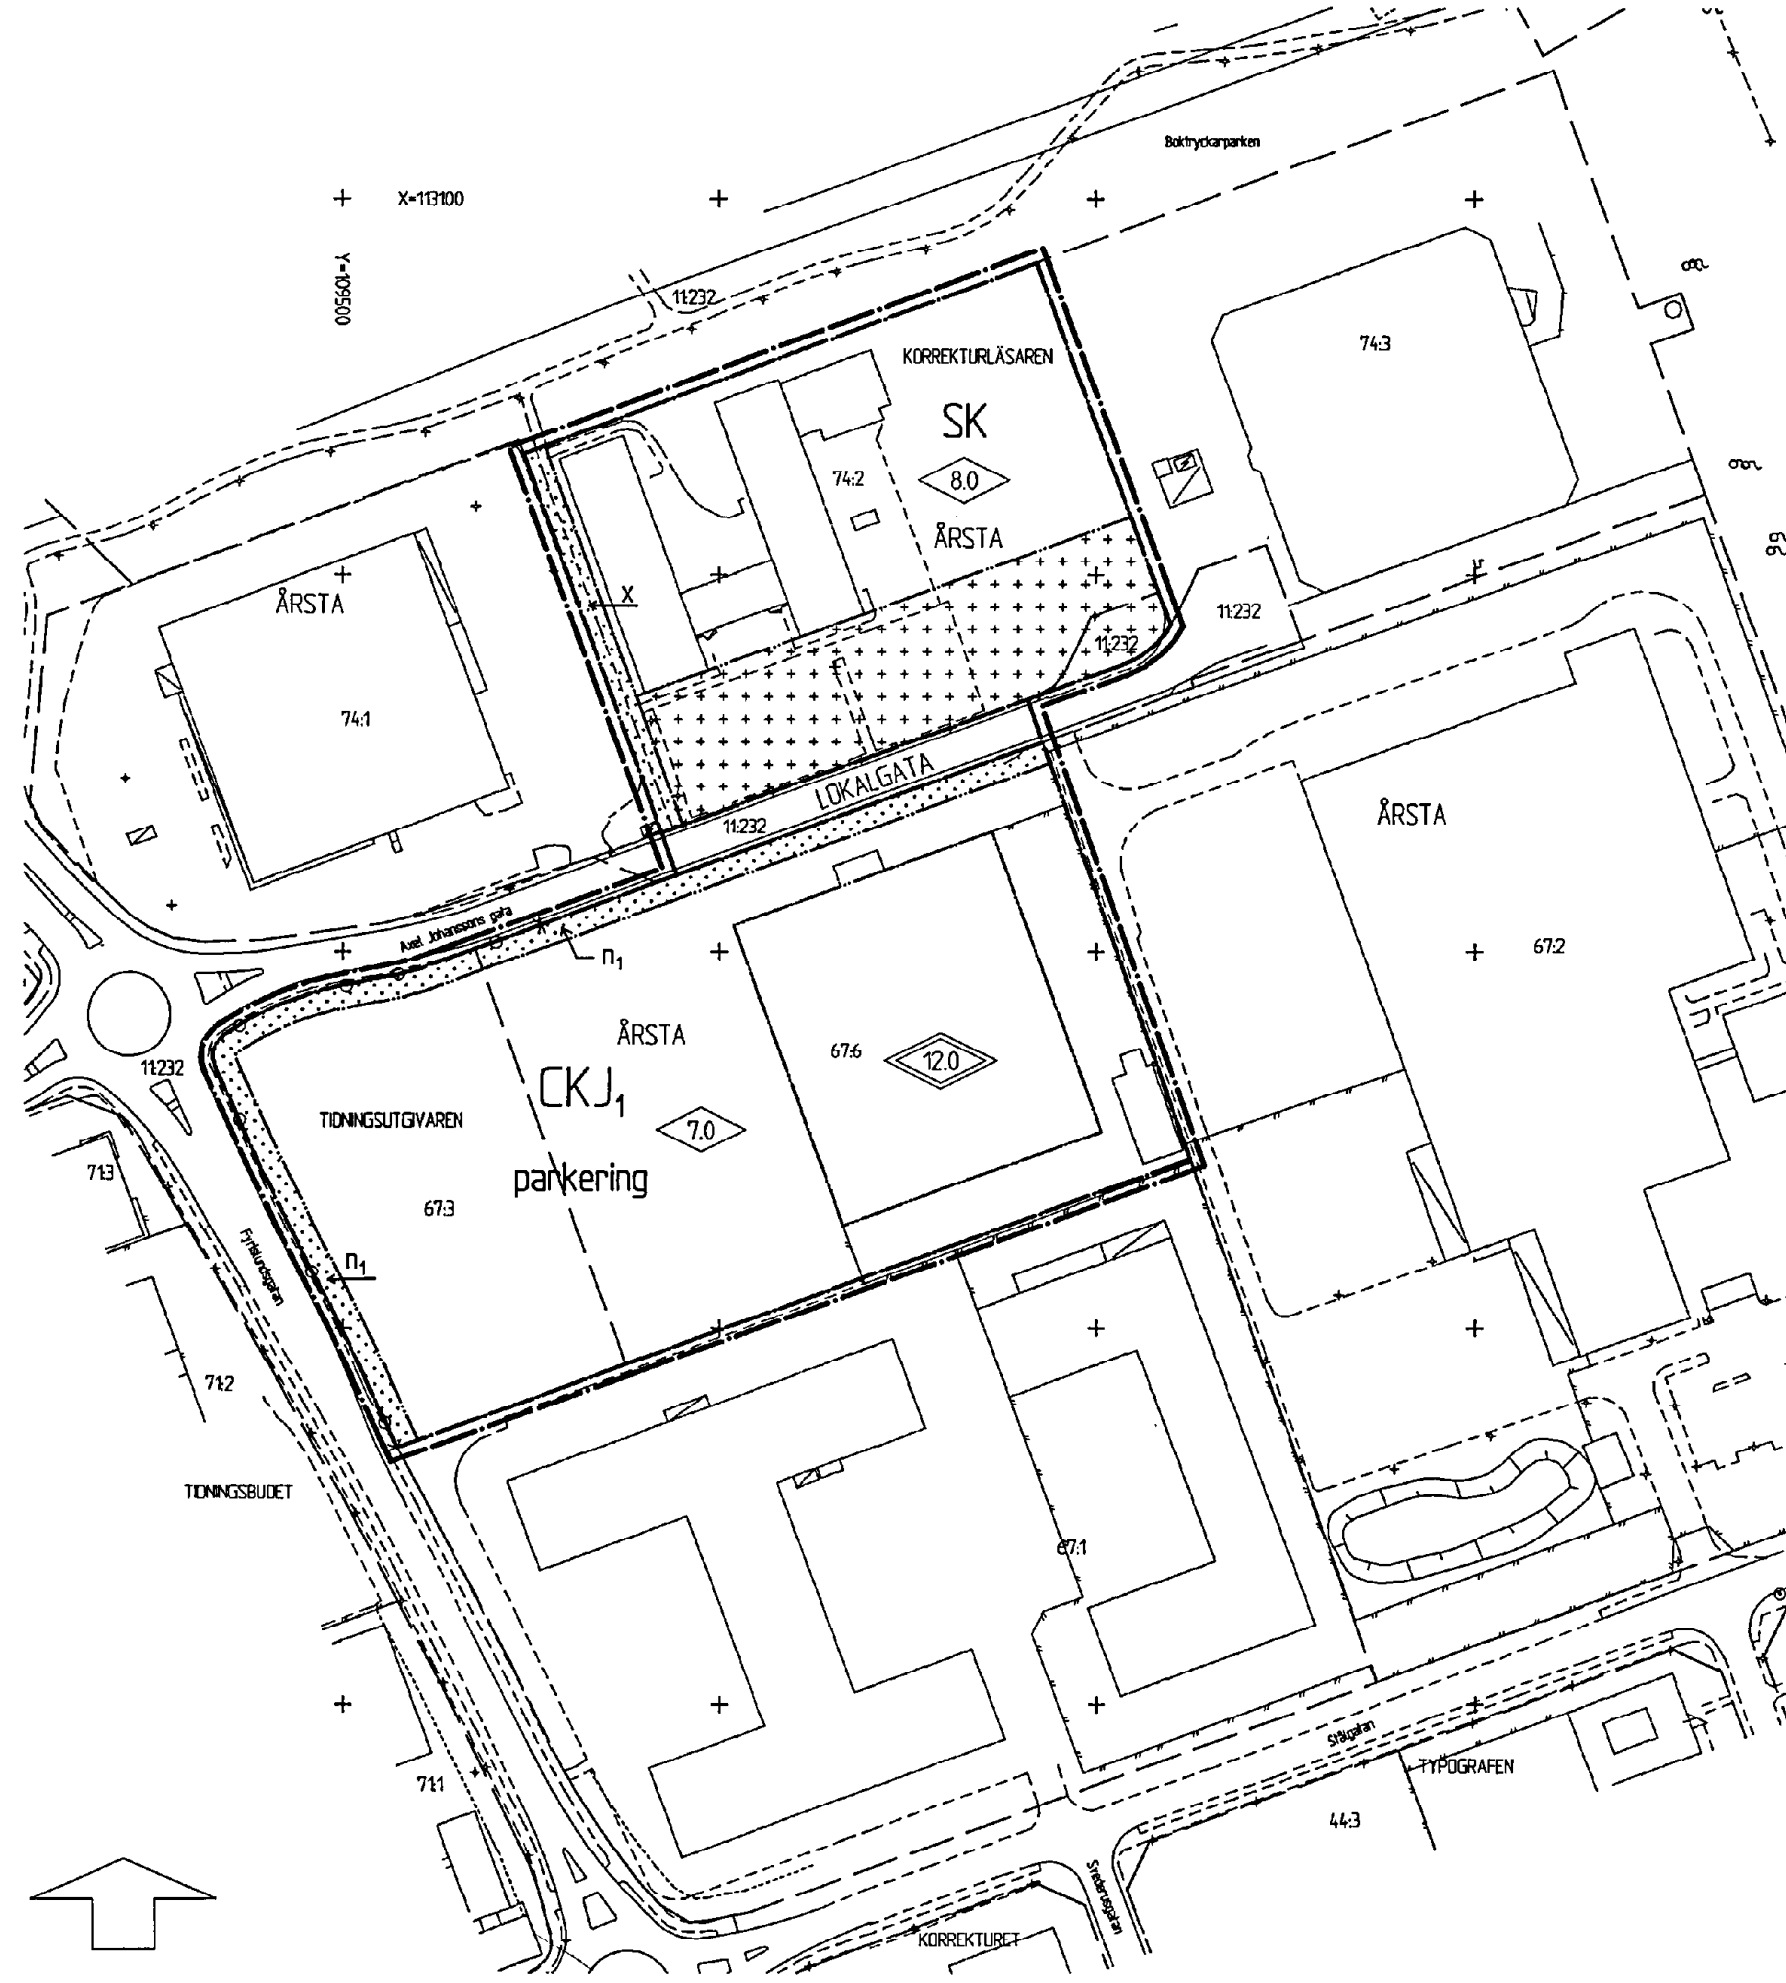 Boktryckarparken
X=113100
Y=109500
11:232
KORREKTURLÄSAREN
74:3
SK
74:2
8.0
ÅRSTA
ÅRSTA
X
11:232
11:232
74:1
LOKALGATA
11:232
ÅRSTA
Axel Johanssons gata
n₁
67:2
ÅRSTA
67:6
12.0
11:232
CKJ₁
TIDNINGSUTGIVAREN
7.0
71:3
parkering
67:3
Fyrislundsgatan
n₁
71:2
TIDNINGSBUDET
67:1
Stålgatan
TYPOGRAFEN
71:1
44:3
KORREKTURET